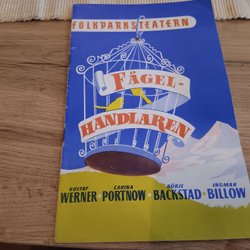 FOLKPARKSTEATERN
FÅGEL-
HANDLAREN
GUSTAF CARINA BÖRJE INGMAR
WERNER · PORTNOW · BACKSTAD · BILLOW